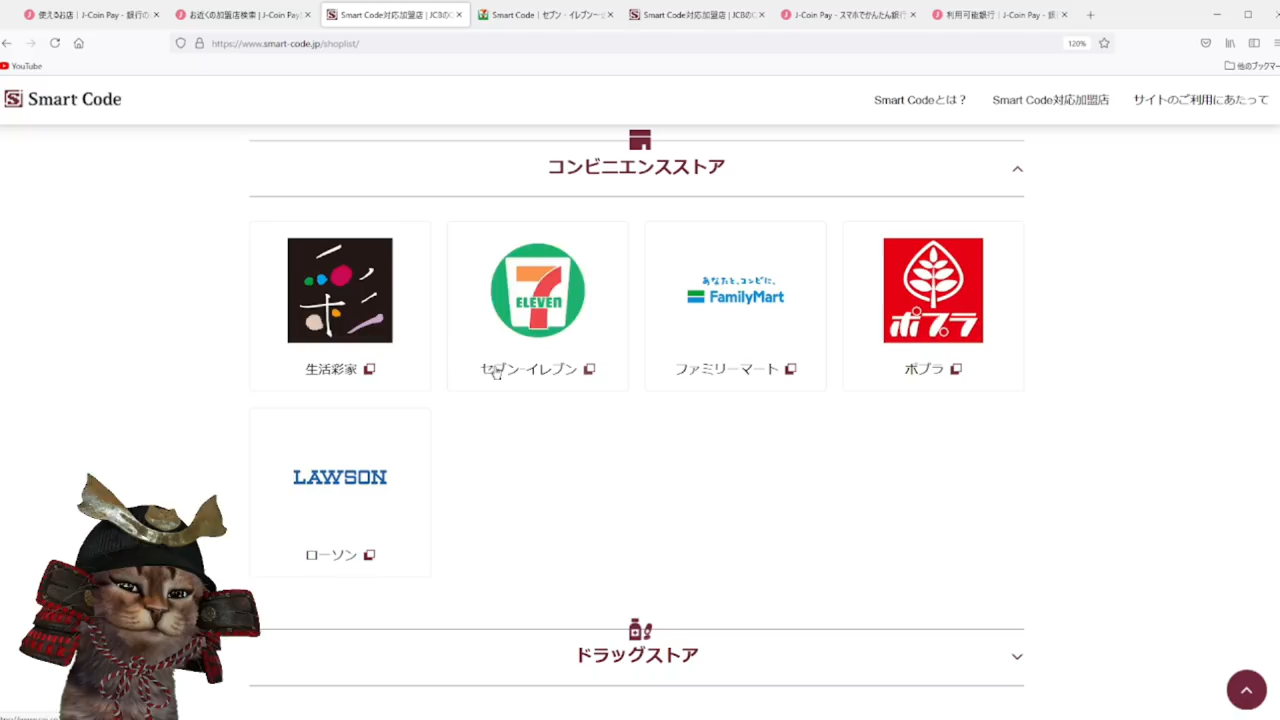 使えるお店 | J-Coin Pay - 銀行の
お近くの加盟店検索 | J-Coin Pay
Smart Code対応加盟店 | JCBのC
Smart Code | セブン‐イレブン～
Smart Code対応加盟店 | JCBのC
J-Coin Pay - スマホでかんたん銀行
利用可能銀行 | J-Coin Pay - 銀
https://www.smart-code.jp/shoplist/
120%
YouTube
他のブックマー
Smart Code
Smart Codeとは？
Smart Code対応加盟店
サイトのご利用にあたって
コンビニエンスストア
彩
7
ELEVEN
あなたと、コンビに、
FamilyMart
ポプラ
生活彩家
セブン‐イレブン
ファミリーマート
ポプラ
LAWSON
ローソン
ドラッグストア